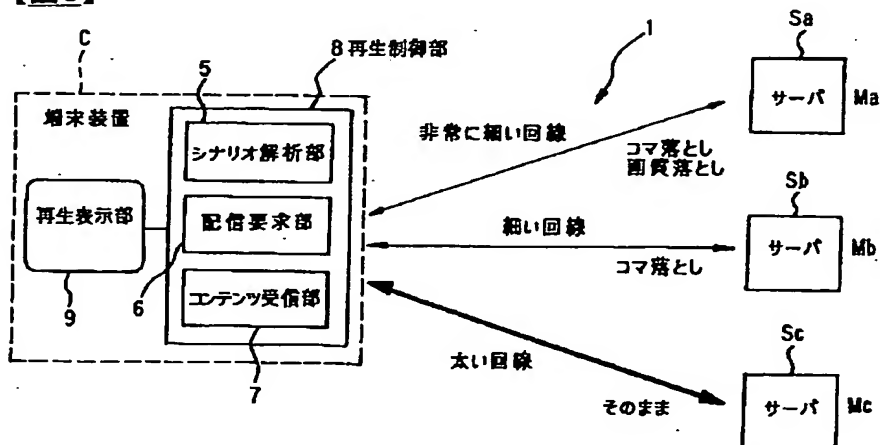 C
8再生制御部
1
Sa
5
端末装置
シナリオ解析部
サーバ
Ma
非常に細い回線
コマ落とし
画質落とし
Sb
再生表示部
配信要求部
細い回線
サーバ
Mb
コマ落とし
9
6
コンテンツ受信部
Sc
7
太い回線
そのまま
サーバ
Mc